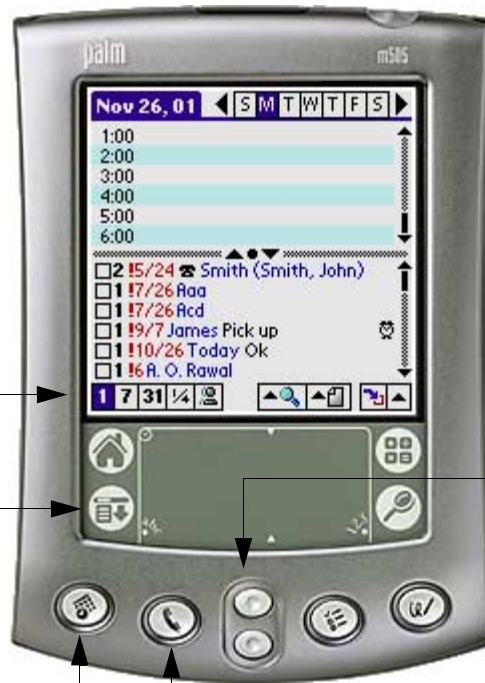 palm m505
Nov 26, 01 S M T W T F S
1:00
2:00
3:00
4:00
5:00
6:00
2 !5/24 Smith (Smith, John)
1 !7/26 Aaa
1 !7/26 Acd
1 !9/7 James Pick up
1 !10/26 Today Ok
1 !6 A. O. Rawal
1 7 31 ¼